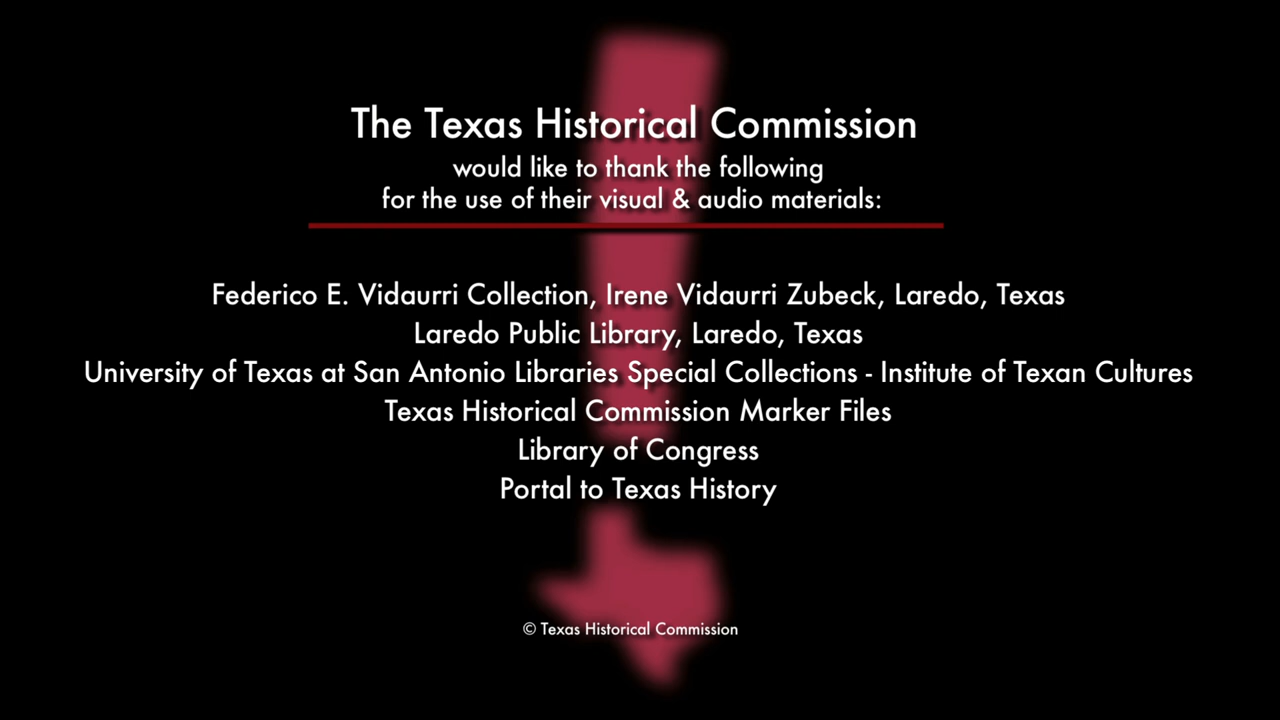 The Texas Historical Commission
would like to thank the following
for the use of their visual & audio materials:
Federico E. Vidaurri Collection, Irene Vidaurri Zubeck, Laredo, Texas
Laredo Public Library, Laredo, Texas
University of Texas at San Antonio Libraries Special Collections - Institute of Texan Cultures
Texas Historical Commission Marker Files
Library of Congress
Portal to Texas History
© Texas Historical Commission